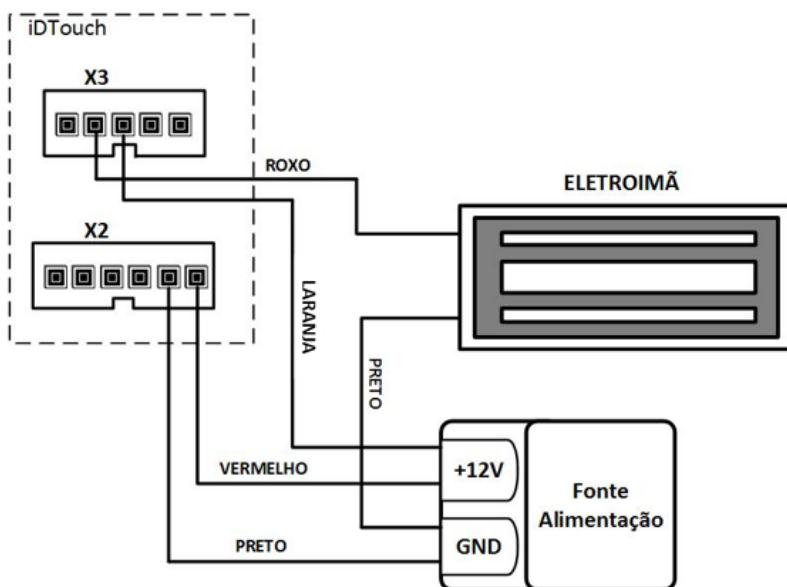 iDTouch
X3
ROXO
ELETROIMÃ
X2
LARANJA
PRETO
VERMELHO
+12V
Fonte
Alimentação
PRETO
GND